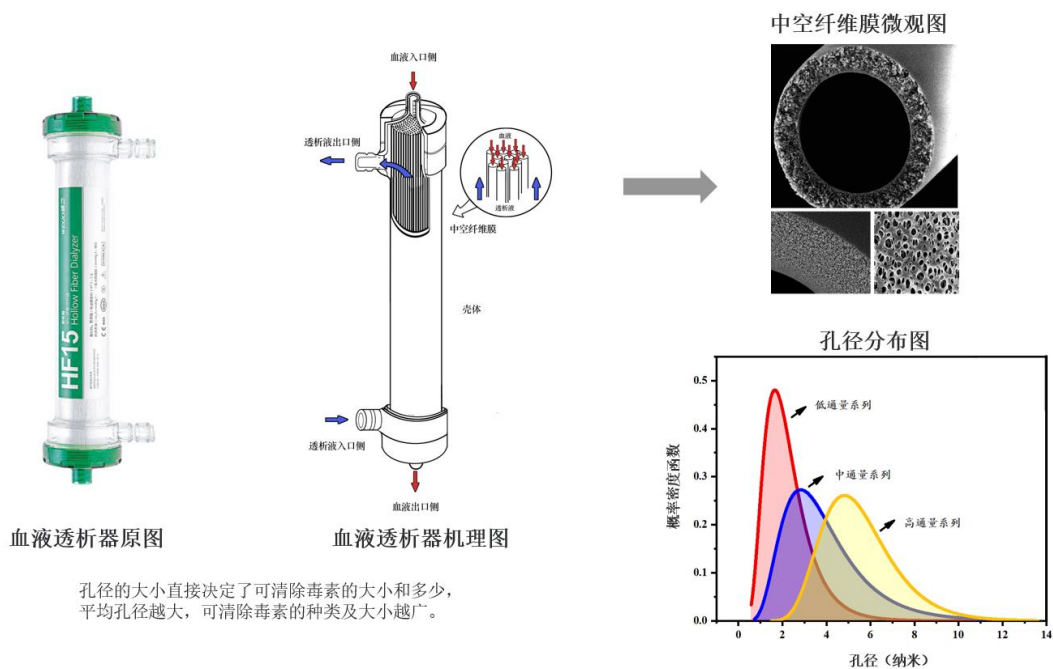 中空纤维膜微观图
血液入口侧
透析液出口侧
血液
透析液
中空纤维膜
壳体
HF15
Hollow Fiber Dialyzer
透析液入口侧
血液出口侧
血液透析器原图
血液透析器机理图
孔径的大小直接决定了可清除毒素的大小和多少，
平均孔径越大，可清除毒素的种类及大小越广。
孔径分布图
概率密度函数
0.5
0.4
0.3
0.2
0.1
0.0
低通量系列
中通量系列
高通量系列
0 2 4 6 8 10 12 14
孔径（纳米）